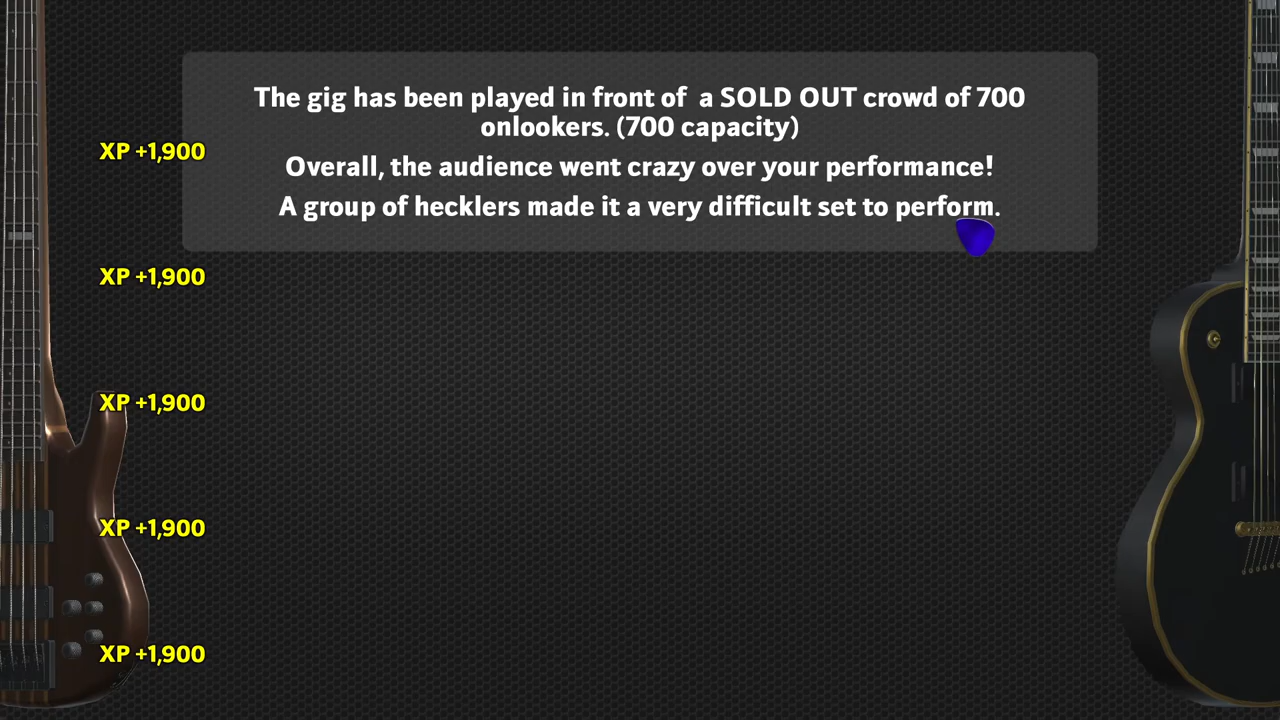 The gig has been played in front of  a SOLD OUT crowd of 700
onlookers. (700 capacity)
XP +1,900
Overall, the audience went crazy over your performance!
A group of hecklers made it a very difficult set to perform.
XP +1,900
XP +1,900
XP +1,900
XP +1,900